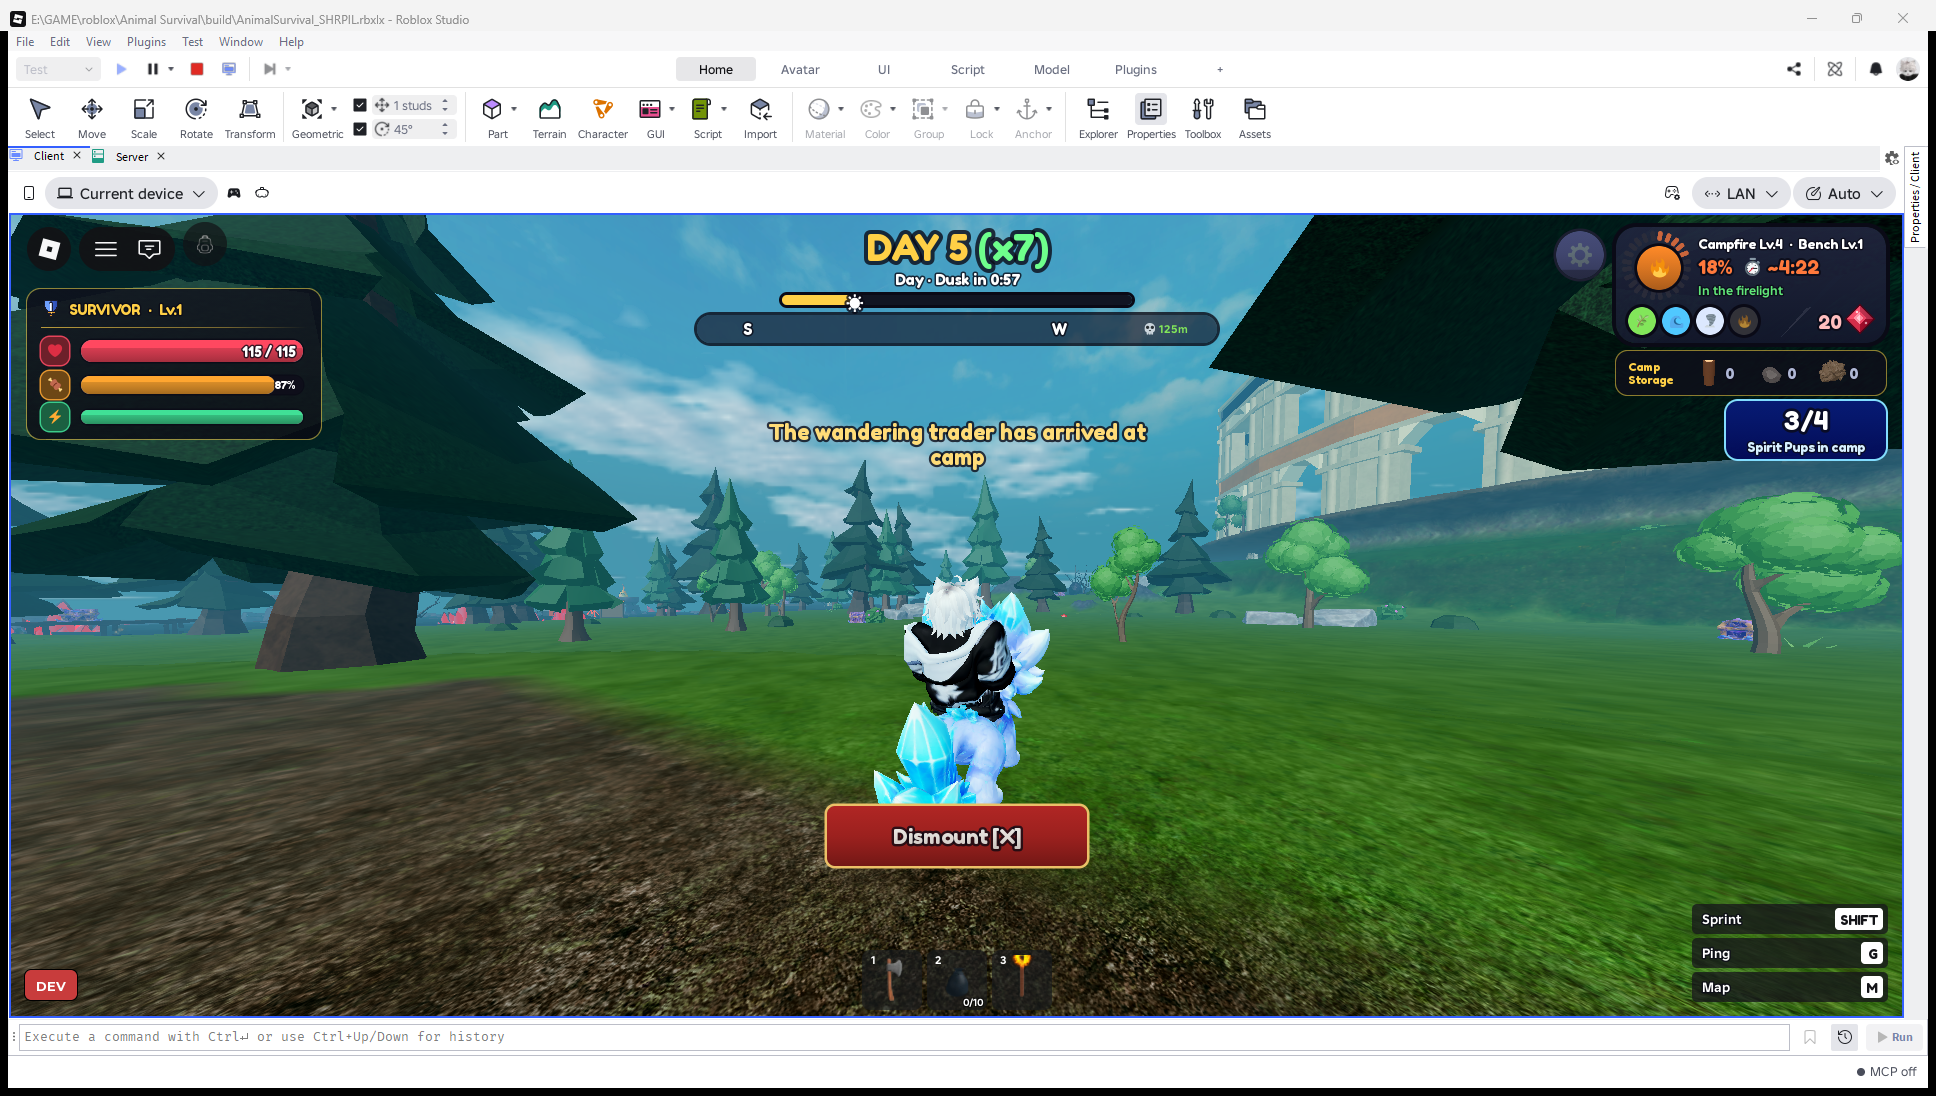 E:\GAME\roblox\Animal Survival\build\AnimalSurvival_SHRPIL.rbxlx - Roblox Studio
File Edit View Plugins Test Window Help
Test
Home Avatar UI Script Model Plugins +
1 studs
45°
Select Move Scale Rotate Transform Geometric Part Terrain Character GUI Script Import Material Color Group Lock Anchor Explorer Properties Toolbox Assets
Client Server
Properties / Client
Current device
LAN Auto
DAY 5 (x7)
Day · Dusk in 0:57
S W 125m
SURVIVOR · Lv.1
115 / 115
87%
Campfire Lv.4 · Bench Lv.1
18% ~4:22
In the firelight
20
Camp
Storage
0 0 0
3/4
Spirit Pups in camp
The wandering trader has arrived at
camp
Dismount [X]
Sprint SHIFT
Ping G
Map M
1 2 3
0/10
DEV
Execute a command with Ctrl↵ or use Ctrl+Up/Down for history
Run
MCP off